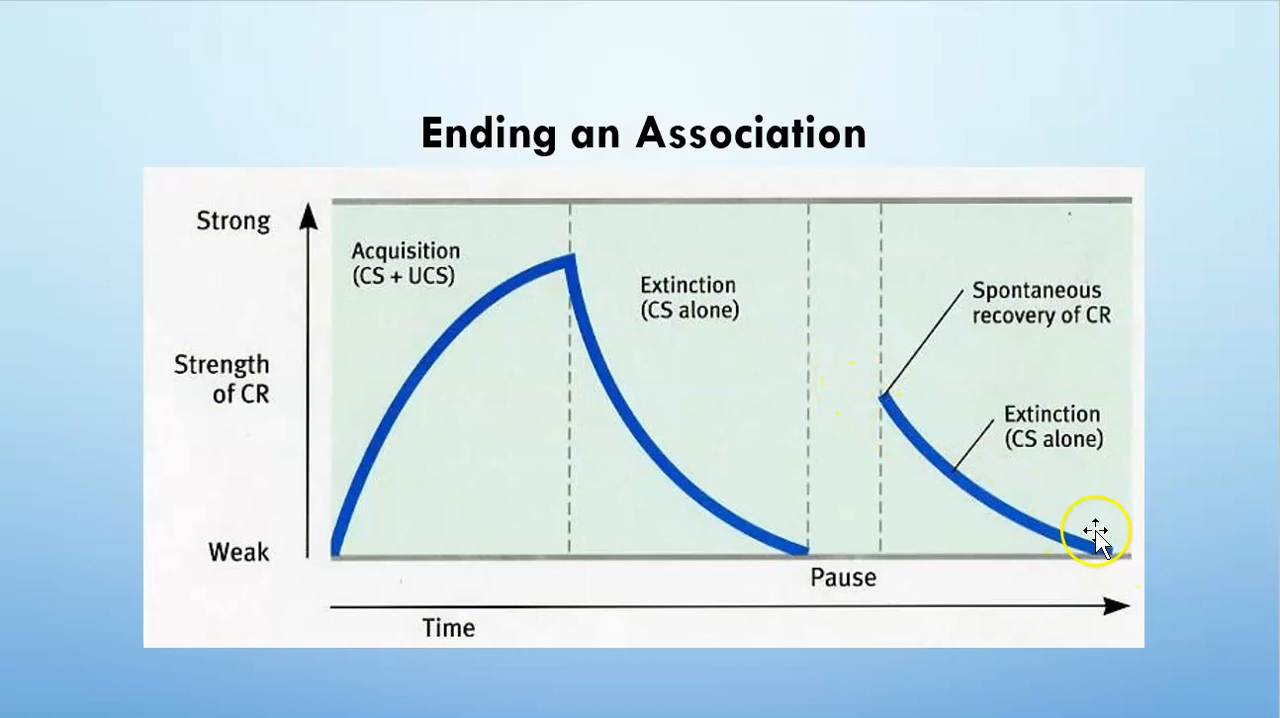 Ending an Association
Strong
Acquisition
(CS + UCS)
Extinction
(CS alone)
Spontaneous
recovery of CR
Strength
of CR
Extinction
(CS alone)
Weak
Pause
Time